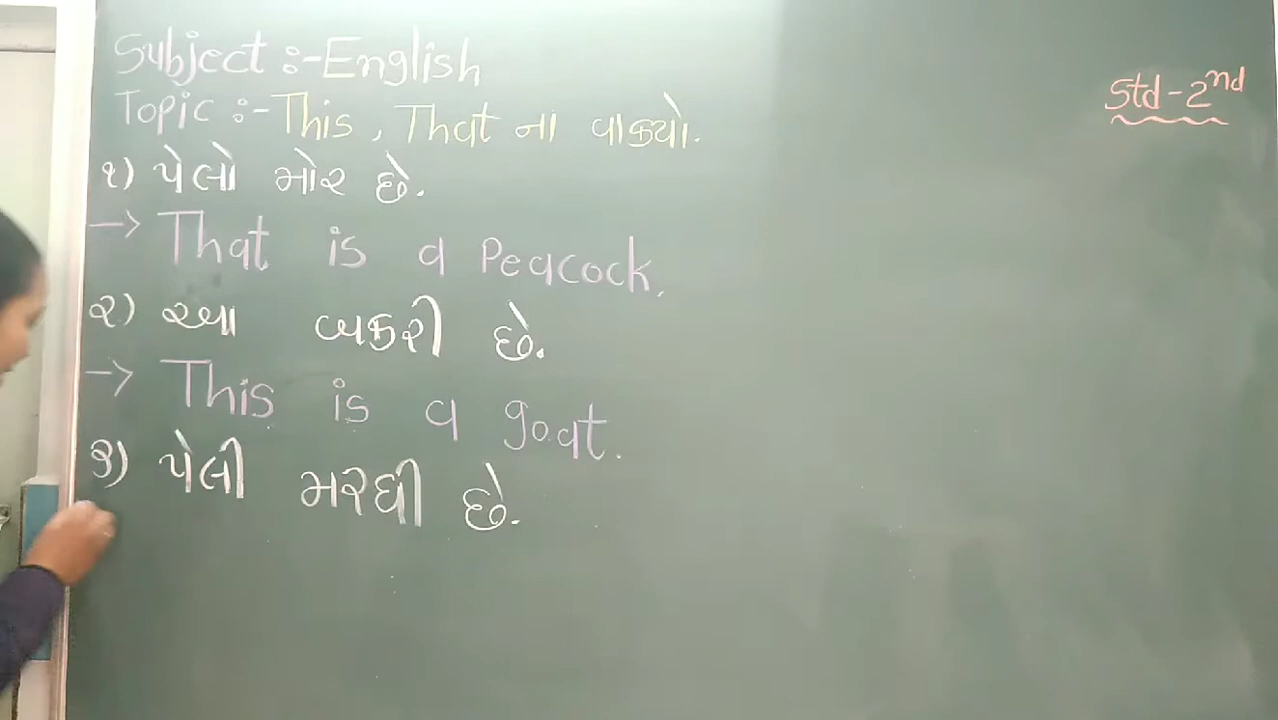 Subject :- English
Std - 2nd
Topic :- This, That ના વાક્યો.
૧) પેલો મોર છે.
→ That is a Peacock.
૨) આ બકરી છે.
→ This is a goat.
૩) પેલી મરઘી છે.